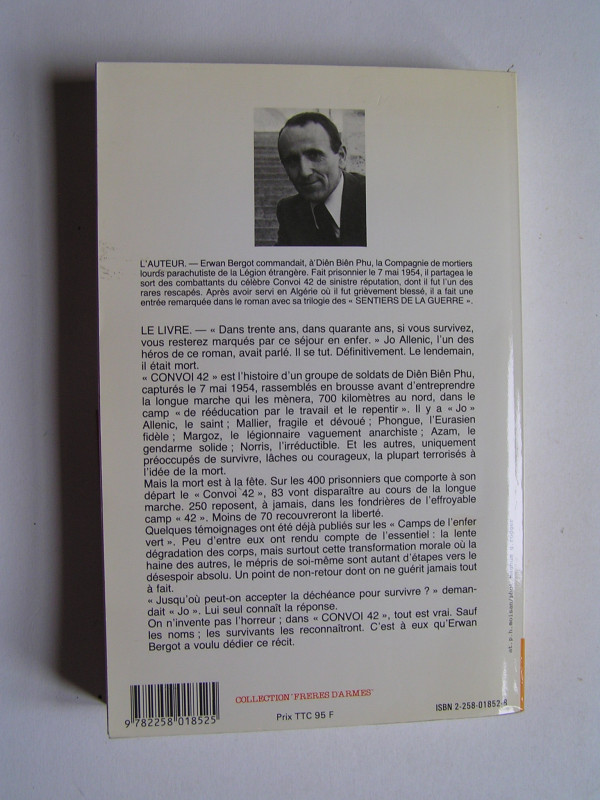 L'AUTEUR. — Erwan Bergot commandait, à Diên Biên Phu, la Compagnie de mortiers
lourds parachutiste de la Légion étrangère. Fait prisonnier le 7 mai 1954, il partagea le
sort des combattants du célèbre Convoi 42 de sinistre réputation, dont il fut l'un des
rares rescapés. Après avoir servi en Algérie où il fut grièvement blessé, il a fait une
entrée remarquée dans le roman avec sa trilogie des « SENTIERS DE LA GUERRE ».
LE LIVRE. — « Dans trente ans, dans quarante ans, si vous survivez,
vous resterez marqués par ce séjour en enfer. » Jo Allenic, l'un des
héros de ce roman, avait parlé. Il se tut. Définitivement. Le lendemain,
il était mort.
« CONVOI 42 » est l'histoire d'un groupe de soldats de Diên Biên Phu,
capturés le 7 mai 1954, rassemblés en brousse avant d'entreprendre
la longue marche qui les mènera, 700 kilomètres au nord, dans le
camp « de rééducation par le travail et le repentir ». Il y a « Jo »
Allenic, le saint ; Mallier, fragile et dévoué ; Phongue, l'Eurasien
fidèle ; Margoz, le légionnaire vaguement anarchiste ; Azam, le
gendarme solide ; Norris, l'irréductible. Et les autres, uniquement
préoccupés de survivre, lâches ou courageux, la plupart terrorisés à
l'idée de la mort.
Mais la mort est à la fête. Sur les 400 prisonniers que comporte à son
départ le « Convoi 42 », 83 vont disparaître au cours de la longue
marche. 250 reposent, à jamais, dans les fondrières de l'effroyable
camp « 42 ». Moins de 70 recouvreront la liberté.
Quelques témoignages ont été déjà publiés sur les « Camps de l'enfer
vert ». Peu d'entre eux ont rendu compte de l'essentiel : la lente
dégradation des corps, mais surtout cette transformation morale où la
haine des autres, le mépris de soi-même sont autant d'étapes vers le
désespoir absolu. Un point de non-retour dont on ne guérit jamais tout
à fait.
« Jusqu'où peut-on accepter la déchéance pour survivre ? » deman-
dait « Jo ». Lui seul connaît la réponse.
On n'invente pas l'horreur ; dans « CONVOI 42 », tout est vrai. Sauf
les noms ; les survivants les reconnaîtront. C'est à eux qu'Erwan
Bergot a voulu dédier ce récit.
COLLECTION "FRERES D'ARMES"
9 782258 018525
Prix TTC 95 F
ISBN 2-258-01852-8